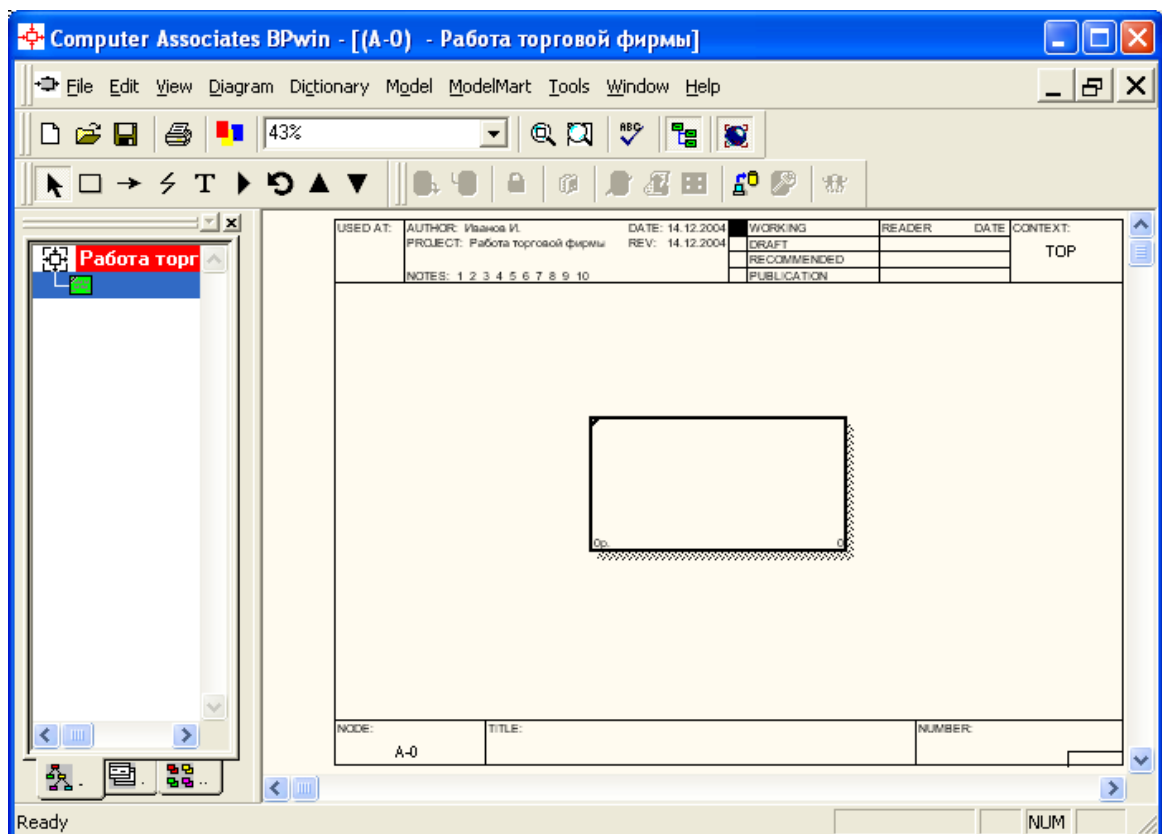 Computer Associates BPwin - [(A-0) - Работа торговой фирмы]
File Edit View Diagram Dictionary Model ModelMart Tools Window Help
43%
ABC
T
Работа торг
USED AT: AUTHOR: Иванов И. DATE: 14.12.2004 WORKING READER DATE CONTEXT:
PROJECT: Работа торговой фирмы REV: 14.12.2004 DRAFT
TOP
RECOMMENDED
NOTES: 1 2 3 4 5 6 7 8 9 10 PUBLICATION
0р. 0
NODE: TITLE: NUMBER:
A-0
Ready NUM